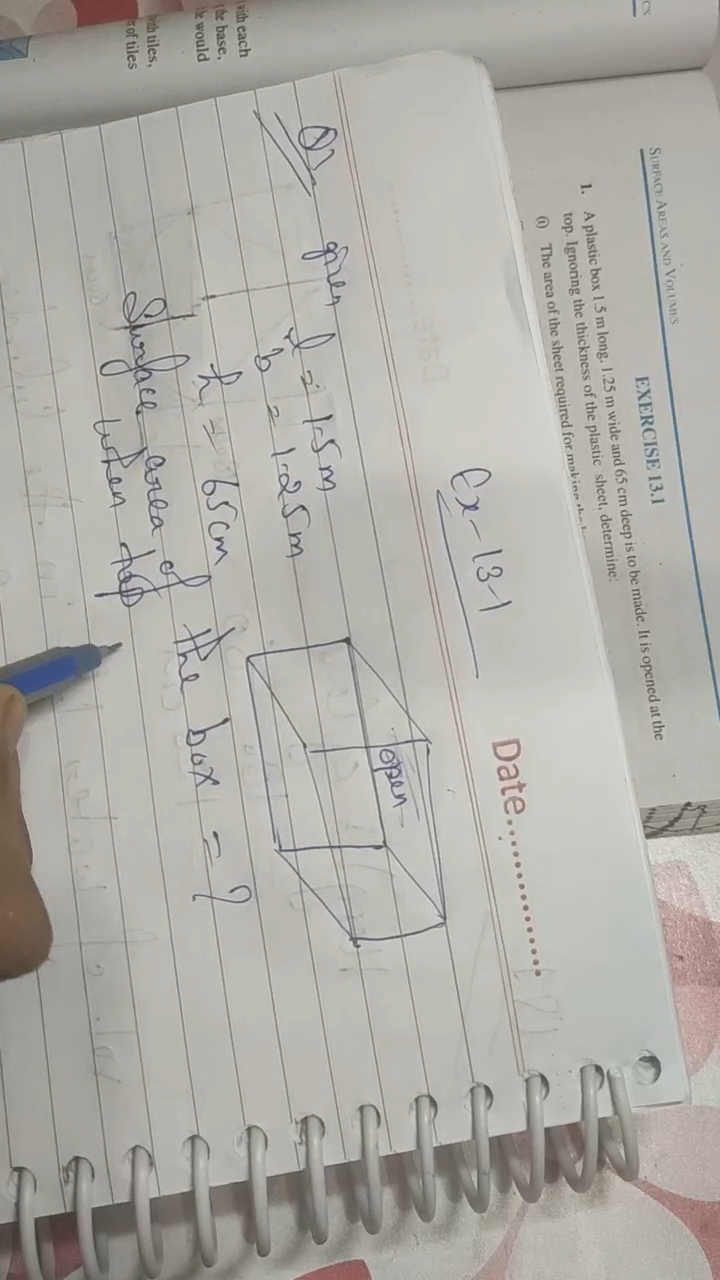 CS
SURFACE AREAS AND VOLUMES
EXERCISE 13.1
1. A plastic box 1.5 m long, 1.25 m wide and 65 cm deep is to be made. It is opened at the
top. Ignoring the thickness of the plastic sheet, determine:
(i) The area of the sheet required for making the
with each
the base,
would
tiles,
of tiles
Date
Ex-13.1
Q1 given l = 1.5m
b = 1.25m
h = 65cm
open
Surface area of the box = ?
when top